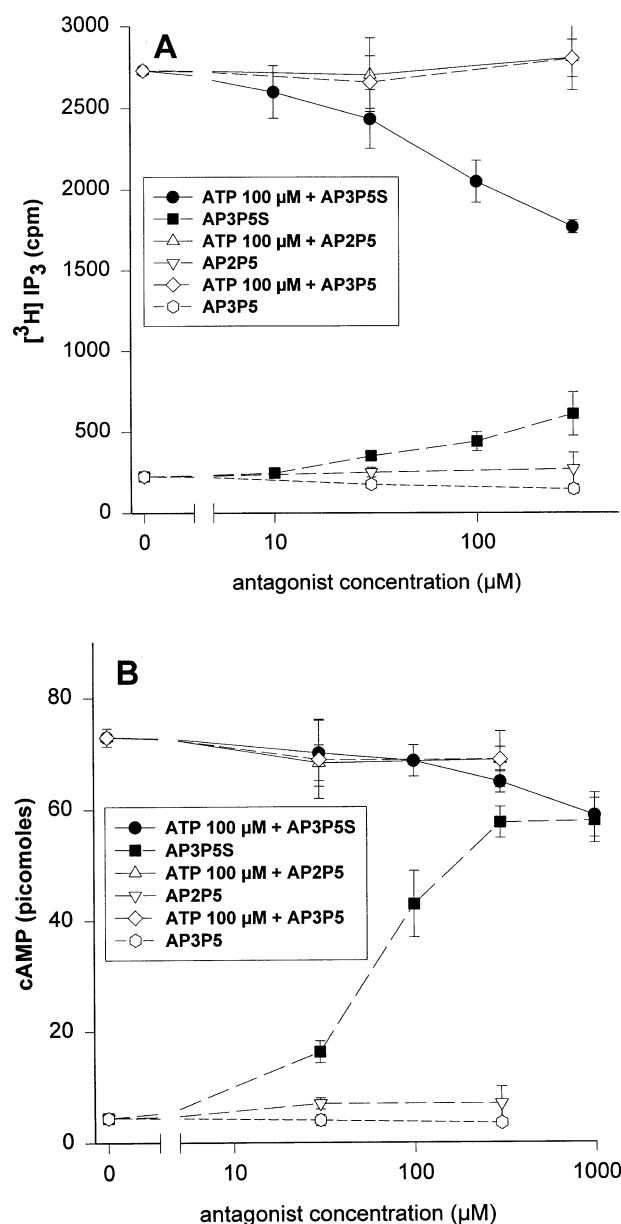 A
3000
2500
2000
1500
1000
500
0
[³H] IP₃ (cpm)
ATP 100 µM + AP3P5S
AP3P5S
ATP 100 µM + AP2P5
AP2P5
ATP 100 µM + AP3P5
AP3P5
0 10 100
antagonist concentration (µM)
B
80
60
40
20
0
cAMP (picomoles)
ATP 100 µM + AP3P5S
AP3P5S
ATP 100 µM + AP2P5
AP2P5
ATP 100 µM + AP3P5
AP3P5
0 10 100 1000
antagonist concentration (µM)